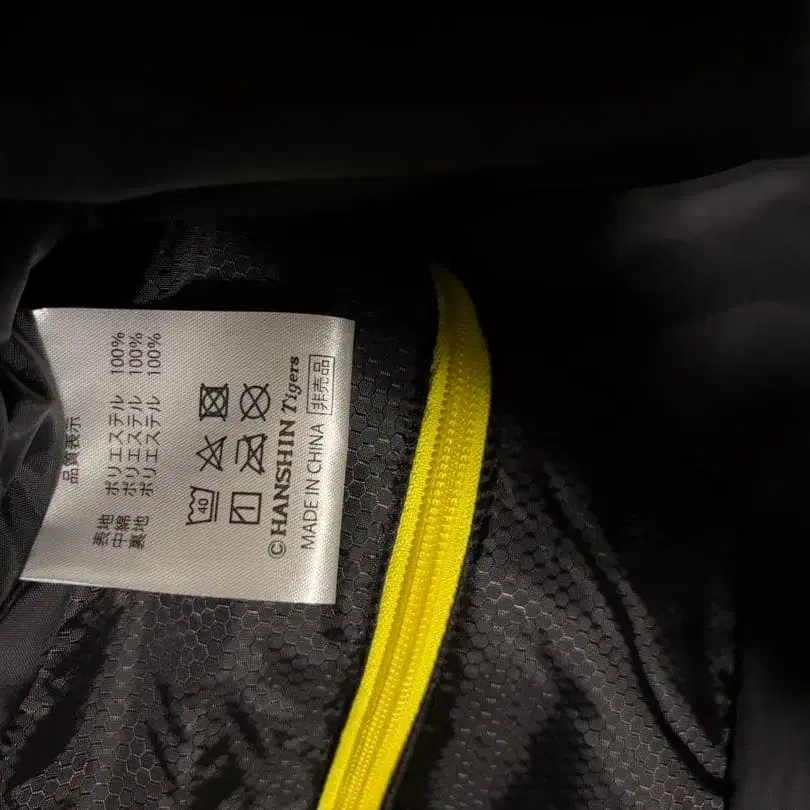 品質表示
表地 ポリエステル 100%
中綿 ポリエステル 100%
裏地 ポリエステル 100%
40
©HANSHIN Tigers
MADE IN CHINA 非売品